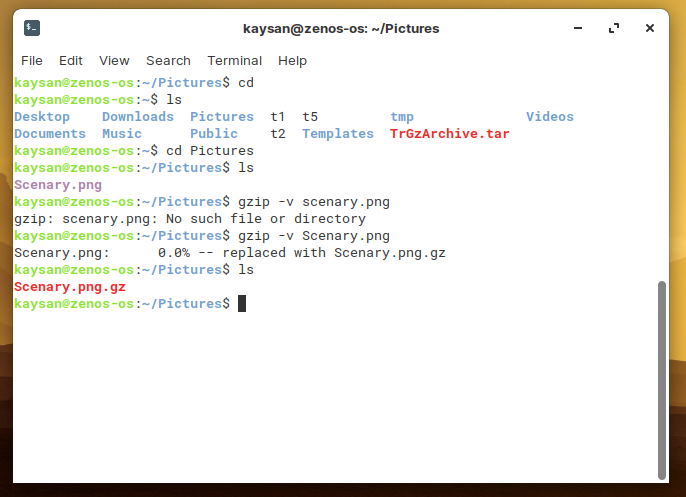 kaysan@zenos-os: ~/Pictures
File Edit View Search Terminal Help
kaysan@zenos-os:~/Pictures$ cd
kaysan@zenos-os:~$ ls
Desktop Downloads Pictures t1 t5 tmp Videos
Documents Music Public t2 Templates TrGzArchive.tar
kaysan@zenos-os:~$ cd Pictures
kaysan@zenos-os:~/Pictures$ ls
Scenary.png
kaysan@zenos-os:~/Pictures$ gzip -v scenary.png
gzip: scenary.png: No such file or directory
kaysan@zenos-os:~/Pictures$ gzip -v Scenary.png
Scenary.png: 0.0% -- replaced with Scenary.png.gz
kaysan@zenos-os:~/Pictures$ ls
Scenary.png.gz
kaysan@zenos-os:~/Pictures$